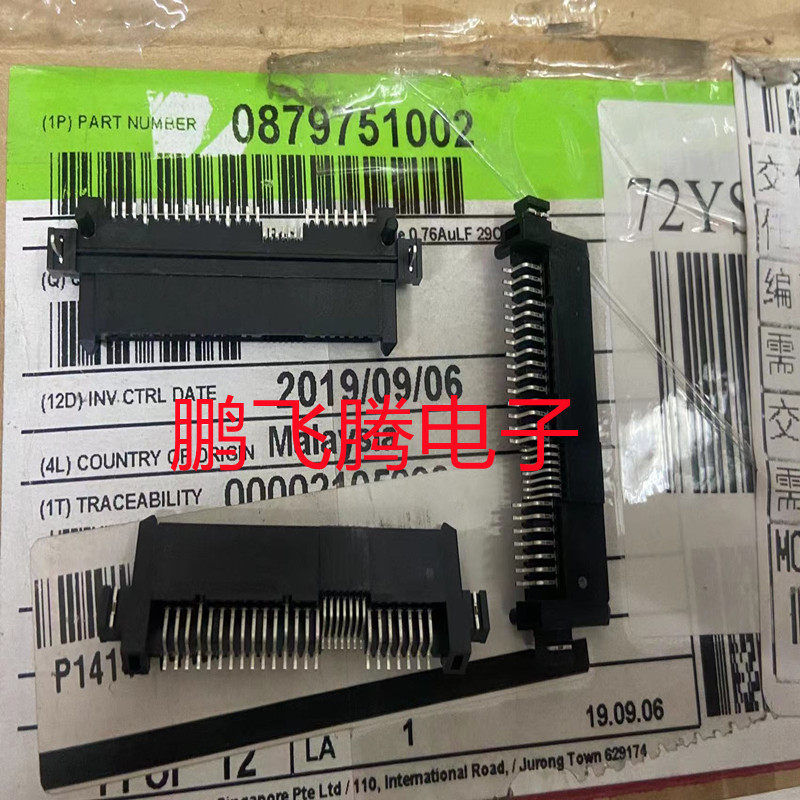 (1P) PART NUMBER 0879751002
72YS
0.76AuLF 29C
(12D) INV CTRL DATE 2019/09/06
(4L) COUNTRY OF ORIGIN Malaysia
鹏飞腾电子
(1T) TRACEABILITY
P141
19.09.06
LA 1
12
Singapore Pte Ltd / 110, International Road, / Jurong Town 629174
交
编
需
交
需
MO